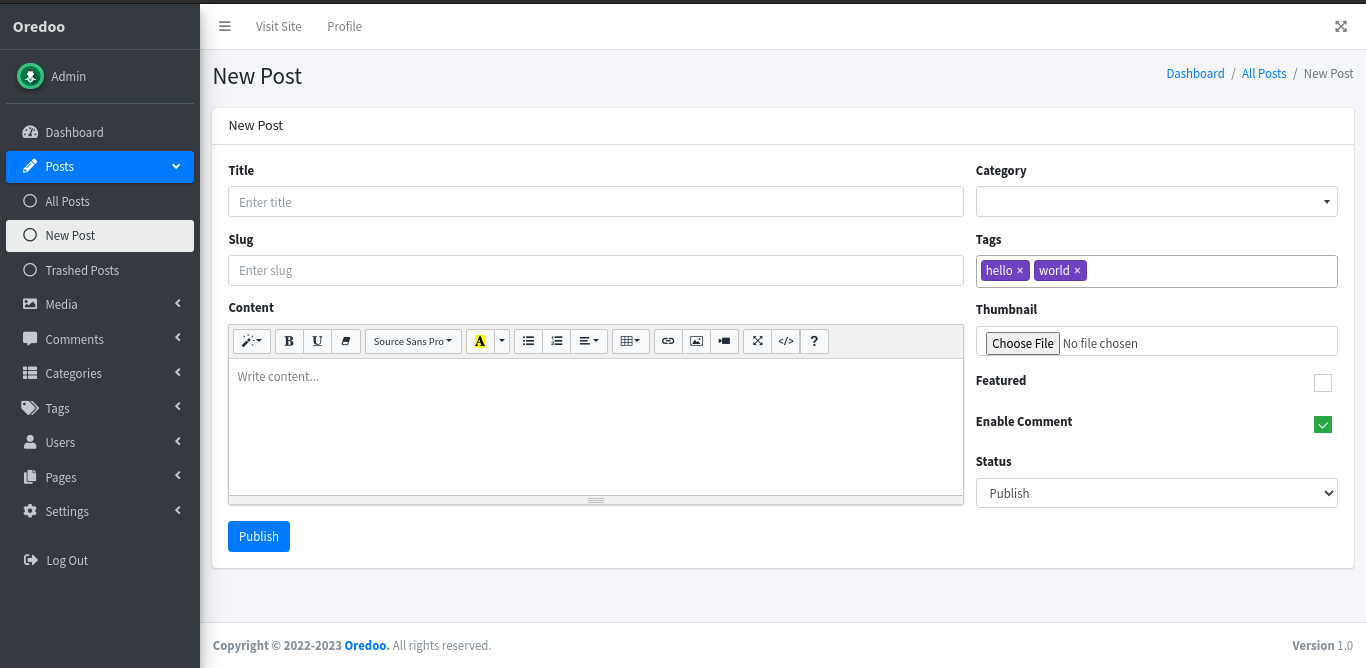 Oredoo
Visit Site
Profile
Admin
New Post
Dashboard / All Posts / New Post
Dashboard
Posts
All Posts
New Post
Trashed Posts
Media
Comments
Categories
Tags
Users
Pages
Settings
Log Out
New Post
Title
Enter title
Slug
Enter slug
Content
B U Source Sans Pro A </> ?
Write content...
Publish
Category
Tags
hello × world ×
Thumbnail
Choose File No file chosen
Featured
Enable Comment
Status
Publish
Copyright © 2022-2023 Oredoo. All rights reserved.
Version 1.0